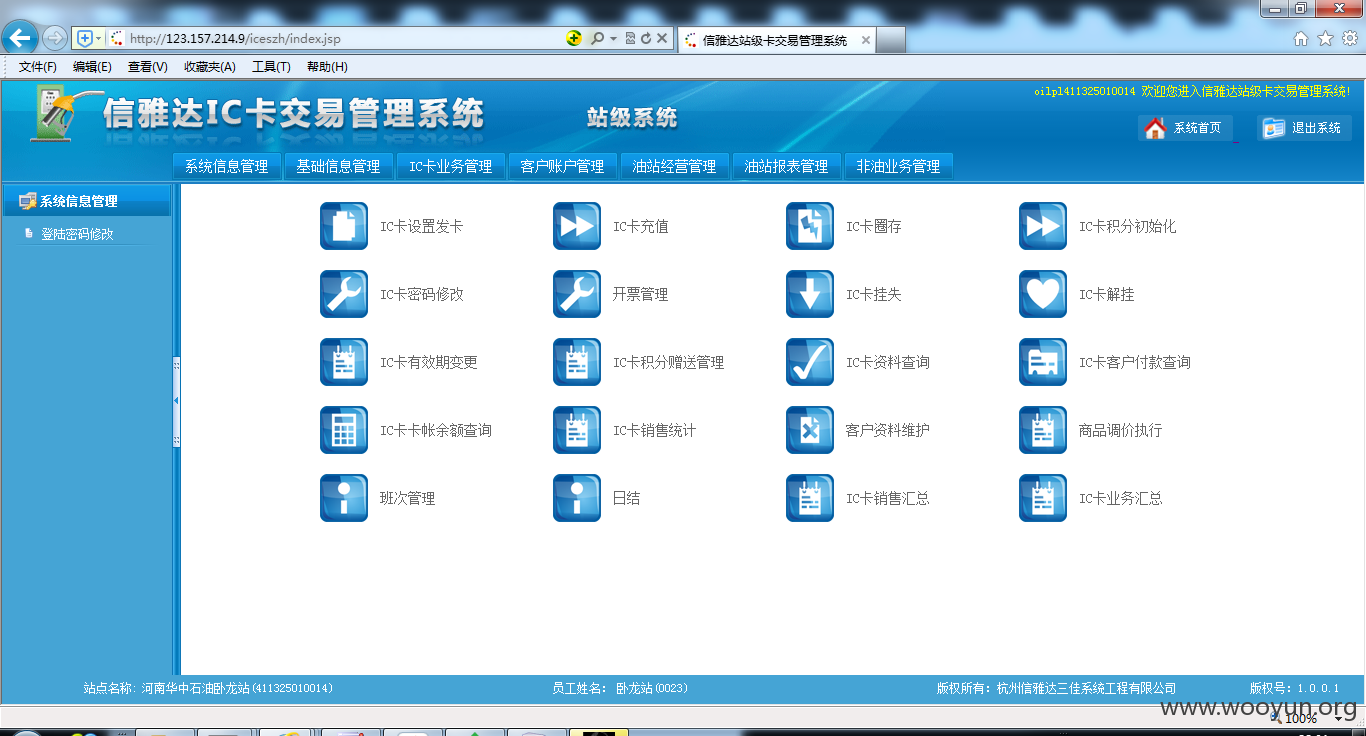 http://123.157.214.9/iceszh/index.jsp
信雅达站级卡交易管理系统
文件(F) 编辑(E) 查看(V) 收藏夹(A) 工具(T) 帮助(H)
信雅达IC卡交易管理系统
站级系统
oilpl411325010014 欢迎您进入信雅达站级卡交易管理系统!
系统首页 退出系统
系统信息管理 基础信息管理 IC卡业务管理 客户账户管理 油站经营管理 油站报表管理 非油业务管理
系统信息管理
登陆密码修改
IC卡设置发卡 IC卡充值 IC卡圈存 IC卡积分初始化
IC卡密码修改 开票管理 IC卡挂失 IC卡解挂
IC卡有效期变更 IC卡积分赠送管理 IC卡资料查询 IC卡客户付款查询
IC卡卡帐余额查询 IC卡销售统计 客户资料维护 商品调价执行
班次管理 日结 IC卡销售汇总 IC卡业务汇总
站点名称: 河南华中石油卧龙站(411325010014) 员工姓名: 卧龙站(0023) 版权所有: 杭州信雅达三佳系统工程有限公司 版权号: 1.0.0.1
www.wooyun.org
100%